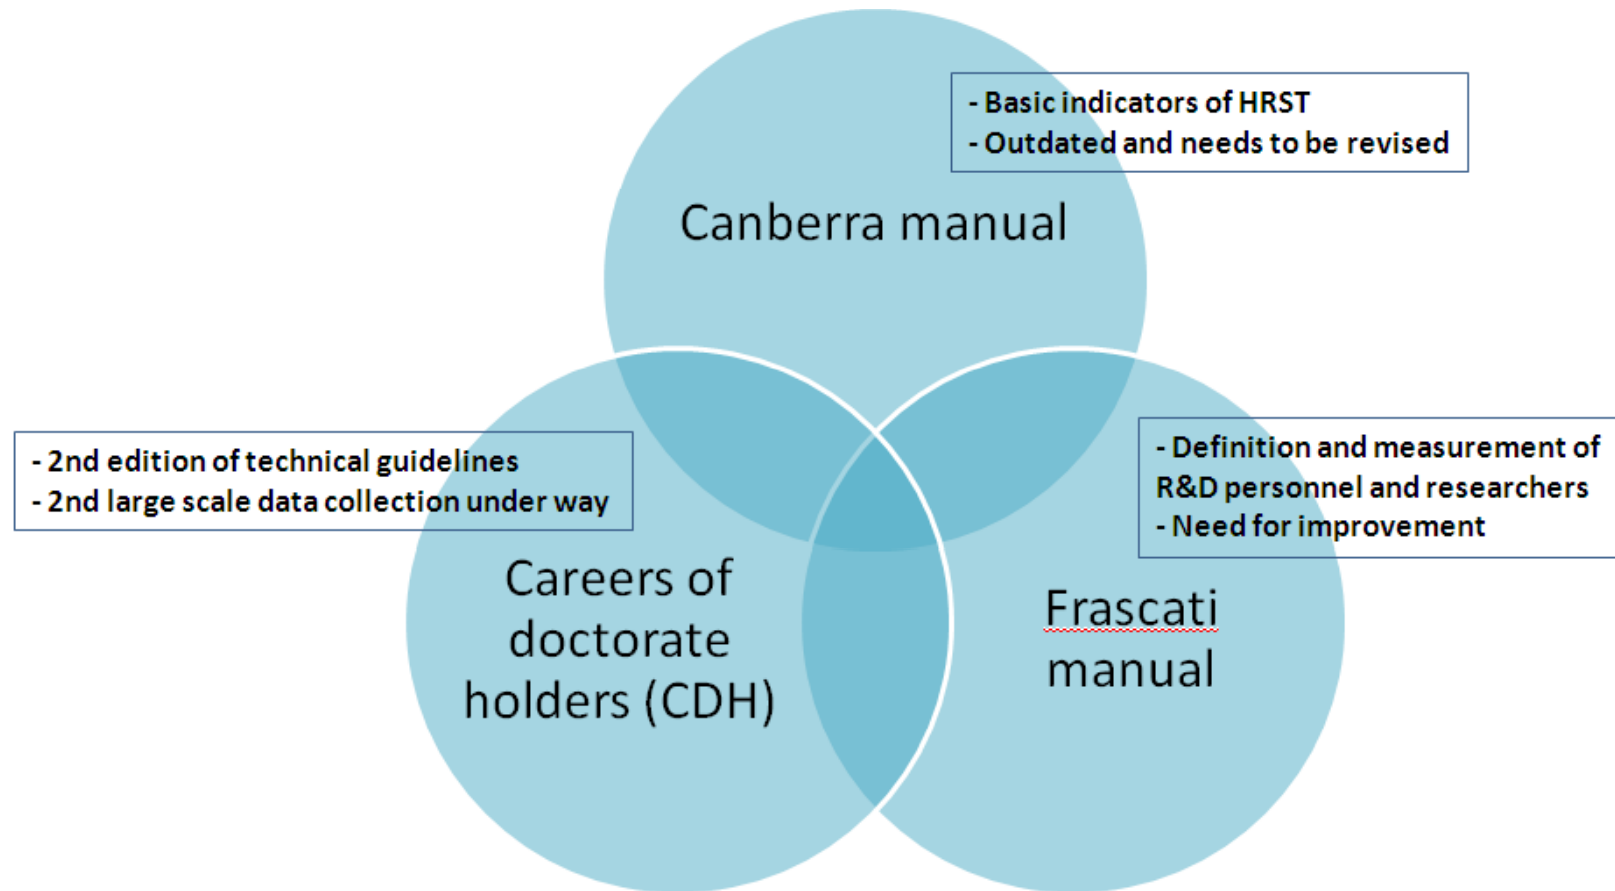 - Basic indicators of HRST
- Outdated and needs to be revised
Canberra manual
- 2nd edition of technical guidelines
- 2nd large scale data collection under way
- Definition and measurement of
R&D personnel and researchers
- Need for improvement
Careers of
doctorate
holders (CDH)
Frascati
manual